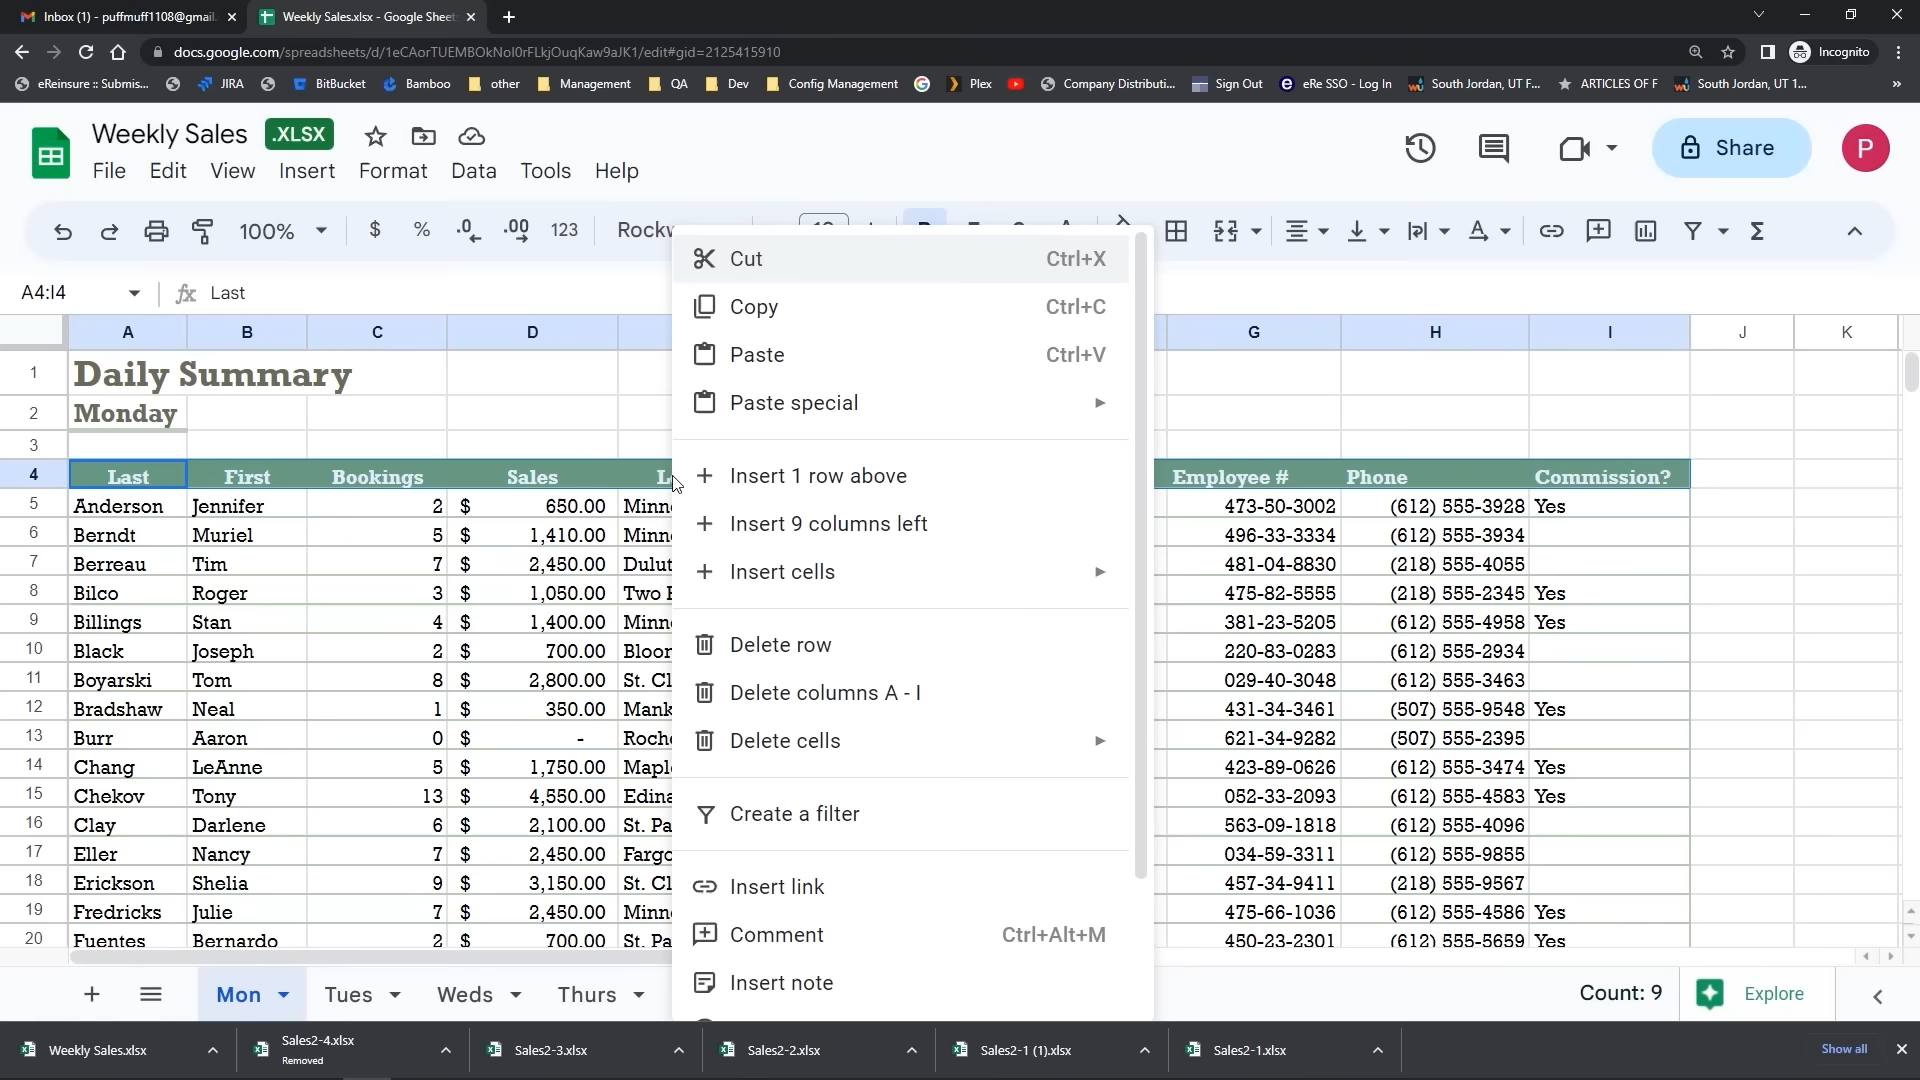 Inbox (1) - puffmuff1108@gmail.
Weekly Sales.xlsx - Google Sheets
docs.google.com/spreadsheets/d/1eCAorTUEMBOkNoI0rFLkjOuqKaw9aJK1/edit#gid=2125415910
Incognito
eReinsure :: Submis... JIRA BitBucket Bamboo other Management QA Dev Config Management Plex Company Distributi... Sign Out eRe SSO - Log In South Jordan, UT F... ARTICLES OF F South Jordan, UT 1... »
Weekly Sales .XLSX
Share
P
File Edit View Insert Format Data Tools Help
100% $ % .0 .00 123
A4:I4 fx Last
A B C D G H I J K
1 Daily Summary
2 Monday
3
4 Last First Bookings Sales Employee # Phone Commission?
5 Anderson Jennifer 2 $ 650.00 473-50-3002 (612) 555-3928 Yes
6 Berndt Muriel 5 $ 1,410.00 496-33-3334 (612) 555-3934
7 Berreau Tim 7 $ 2,450.00 Dulut 481-04-8830 (218) 555-4055
8 Bilco Roger 3 $ 1,050.00 Two 475-82-5555 (218) 555-2345 Yes
9 Billings Stan 4 $ 1,400.00 381-23-5205 (612) 555-4958 Yes
10 Black Joseph 2 $ 700.00 Bloor 220-83-0283 (612) 555-2934
11 Boyarski Tom 8 $ 2,800.00 St. Cl 029-40-3048 (612) 555-3463
12 Bradshaw Neal 1 $ 350.00 Mank 431-34-3461 (507) 555-9548 Yes
13 Burr Aaron 0 $ - Roche 621-34-9282 (507) 555-2395
14 Chang LeAnne 5 $ 1,750.00 Mapl 423-89-0626 (612) 555-3474 Yes
15 Chekov Tony 13 $ 4,550.00 Edina 052-33-2093 (612) 555-4583 Yes
16 Clay Darlene 6 $ 2,100.00 St. Pa 563-09-1818 (612) 555-4096
17 Eller Nancy 7 $ 2,450.00 Fargo 034-59-3311 (612) 555-9855
18 Erickson Shelia 9 $ 3,150.00 St. Cl 457-34-9411 (218) 555-9567
19 Fredricks Julie 7 $ 2,450.00 475-66-1036 (612) 555-4586 Yes
20 Fuentes Bernardo 2 $ 700.00 St. Pa 450-23-2301 (612) 555-5659 Yes
Cut Ctrl+X
Copy Ctrl+C
Paste Ctrl+V
Paste special
Insert 1 row above
Insert 9 columns left
Insert cells
Delete row
Delete columns A - I
Delete cells
Create a filter
Insert link
Comment Ctrl+Alt+M
Insert note
Mon Tues Weds Thurs
Count: 9
Explore
Weekly Sales.xlsx
Sales2-4.xlsx
Removed
Sales2-3.xlsx
Sales2-2.xlsx
Sales2-1 (1).xlsx
Sales2-1.xlsx
Show all